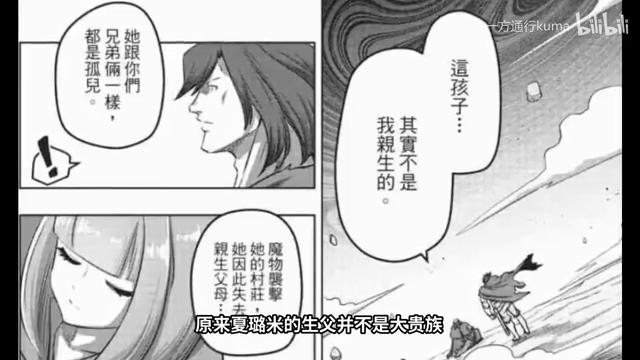 一方通行kuma
bilibili
這孩子…
其實不是
我親生的。
她跟你們
兄弟倆一樣，
都是孤兒。
魔物襲擊
她的村莊，
她因此失去
親生父母…
原来夏璐米的生父并不是大贵族